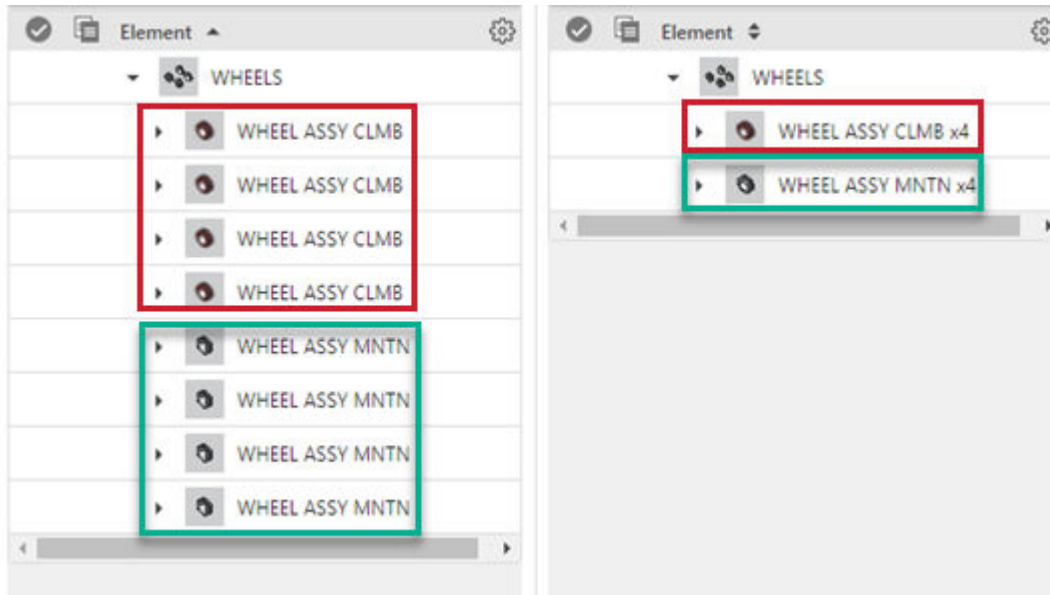 Element
WHEELS
WHEEL ASSY CLMB
WHEEL ASSY CLMB
WHEEL ASSY CLMB
WHEEL ASSY CLMB
WHEEL ASSY MNTN
WHEEL ASSY MNTN
WHEEL ASSY MNTN
WHEEL ASSY MNTN
Element
WHEELS
WHEEL ASSY CLMB x4
WHEEL ASSY MNTN x4